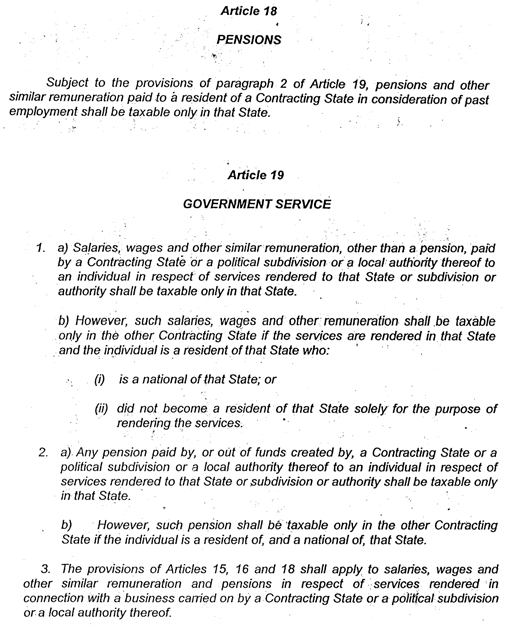 Article 18
PENSIONS
Subject to the provisions of paragraph 2 of Article 19, pensions and other
similar remuneration paid to a resident of a Contracting State in consideration of past
employment shall be taxable only in that State.
Article 19
GOVERNMENT SERVICE
1. a) Salaries, wages and other similar remuneration, other than a pension, paid
by a Contracting State or a political subdivision or a local authority thereof to
an individual in respect of services rendered to that State or subdivision or
authority shall be taxable only in that State.
b) However, such salaries, wages and other remuneration shall be taxable
only in the other Contracting State if the services are rendered in that State
and the individual is a resident of that State who:
(i) is a national of that State; or
(ii) did not become a resident of that State solely for the purpose of
rendering the services.
2. a) Any pension paid by, or out of funds created by, a Contracting State or a
political subdivision or a local authority thereof to an individual in respect of
services rendered to that State or subdivision or authority shall be taxable only
in that State.
b) However, such pension shall be taxable only in the other Contracting
State if the individual is a resident of, and a national of, that State.
3. The provisions of Articles 15, 16 and 18 shall apply to salaries, wages and
other similar remuneration and pensions in respect of services rendered in
connection with a business carried on by a Contracting State or a political subdivision
or a local authority thereof.